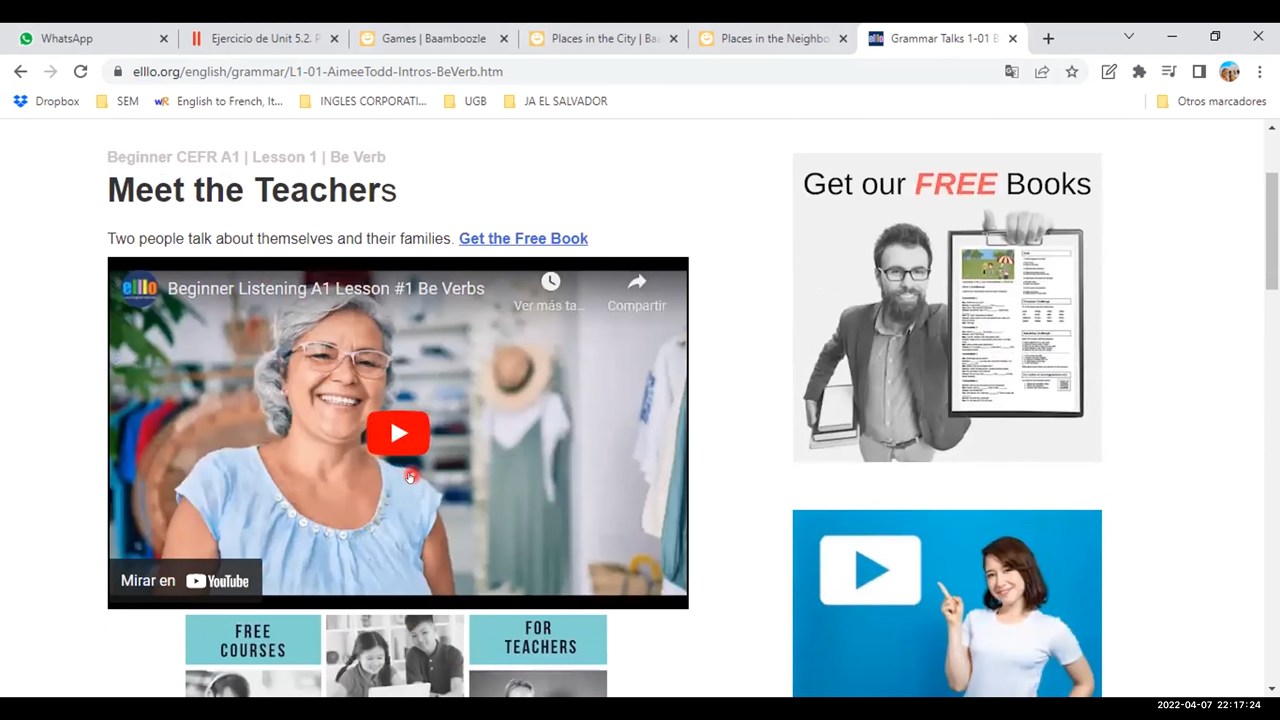 WhatsApp
Ejercicio de Unit 5.2. P
Games | Baamboozle
Places in the City | Ba
Places in the Neighbo
Grammar Talks 1-01 B
elllo.org/english/grammar/L1-01-AimeeTodd-Intros-BeVerb.htm
Dropbox
SEM
English to French, It...
INGLES CORPORATI...
UGB
JA EL SALVADOR
Otros marcadores
Beginner CEFR A1 | Lesson 1 | Be Verb
Meet the Teachers
Two people talk about themselves and their families. Get the Free Book
elllo Beginner Listening A1 Lesson #1 Be Verbs
Ver más ta... Compartir
Mirar en YouTube
FREE COURSES
FOR TEACHERS
Get our FREE Books
2022-04-07 22:17:24